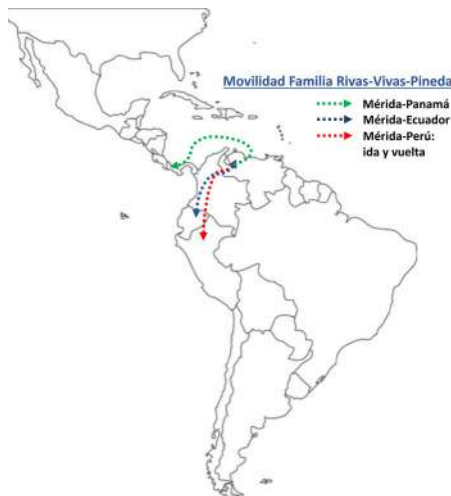 Movilidad Familia Rivas-Vivas-Pineda
Mérida-Panamá
Mérida-Ecuador
Mérida-Perú:
ida y vuelta